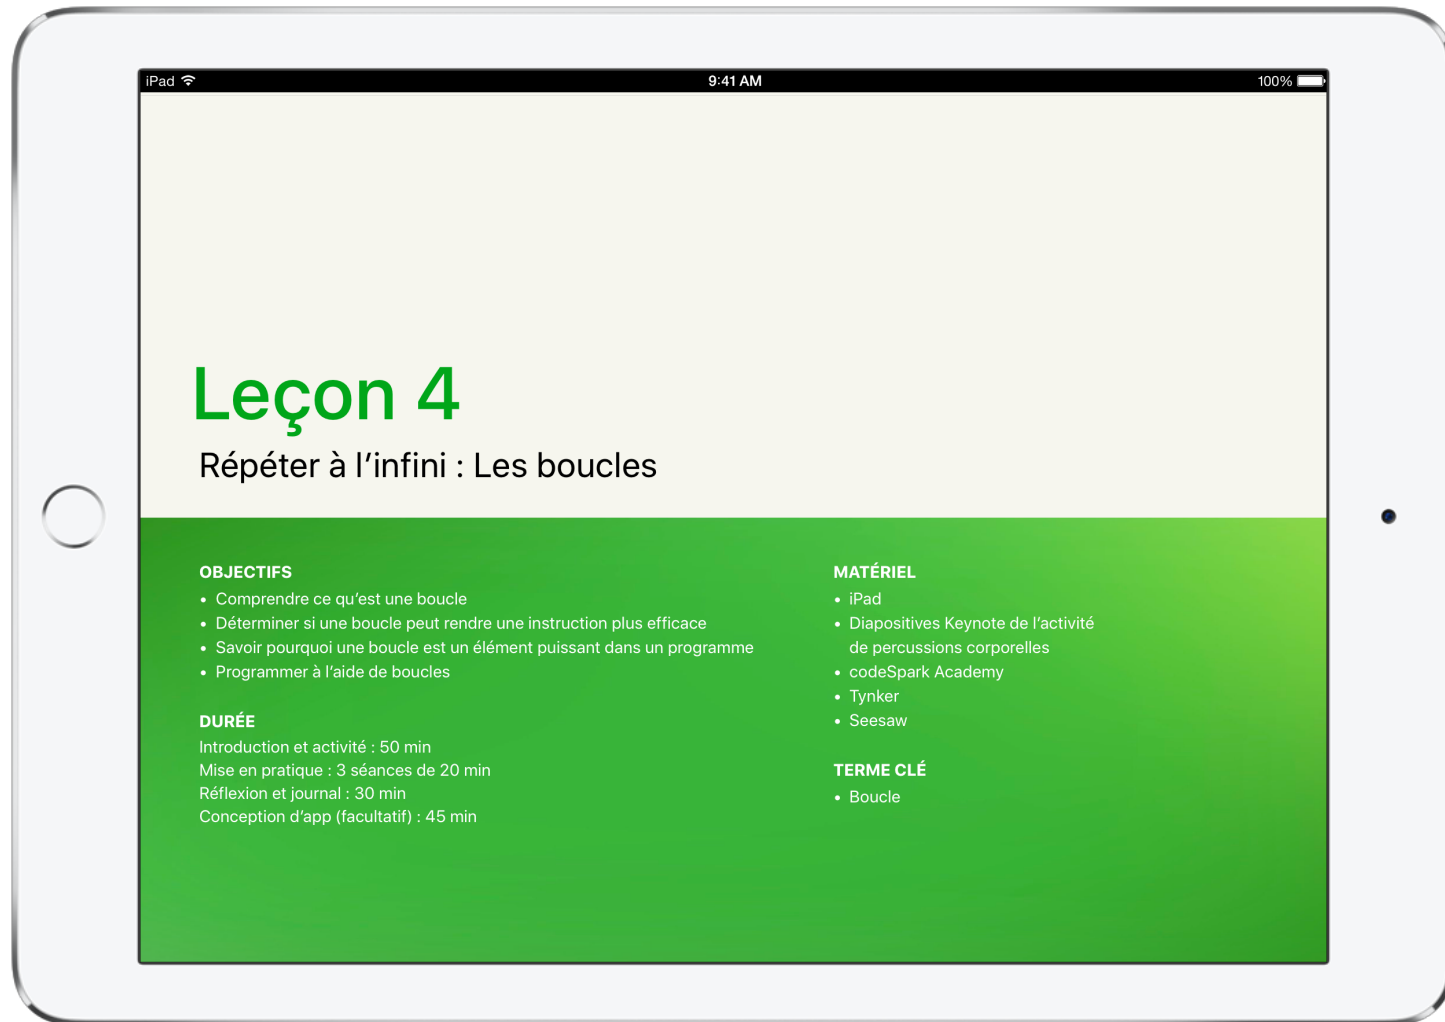 iPad
9:41 AM
100%
Leçon 4
Répéter à l’infini : Les boucles
OBJECTIFS
• Comprendre ce qu’est une boucle
• Déterminer si une boucle peut rendre une instruction plus efficace
• Savoir pourquoi une boucle est un élément puissant dans un programme
• Programmer à l’aide de boucles
DURÉE
Introduction et activité : 50 min
Mise en pratique : 3 séances de 20 min
Réflexion et journal : 30 min
Conception d’app (facultatif) : 45 min
MATÉRIEL
• iPad
• Diapositives Keynote de l’activité
de percussions corporelles
• codeSpark Academy
• Tynker
• Seesaw
TERME CLÉ
• Boucle